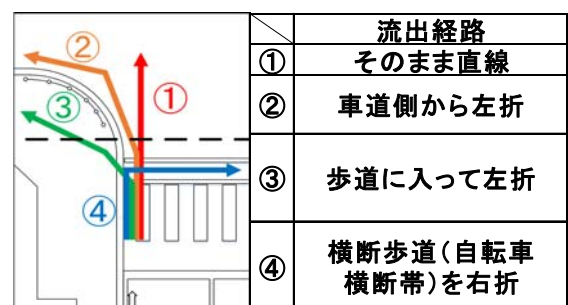 ②
①
③
④
流出経路
① そのまま直線
② 車道側から左折
③ 歩道に入って左折
④ 横断歩道(自転車
横断帯)を右折